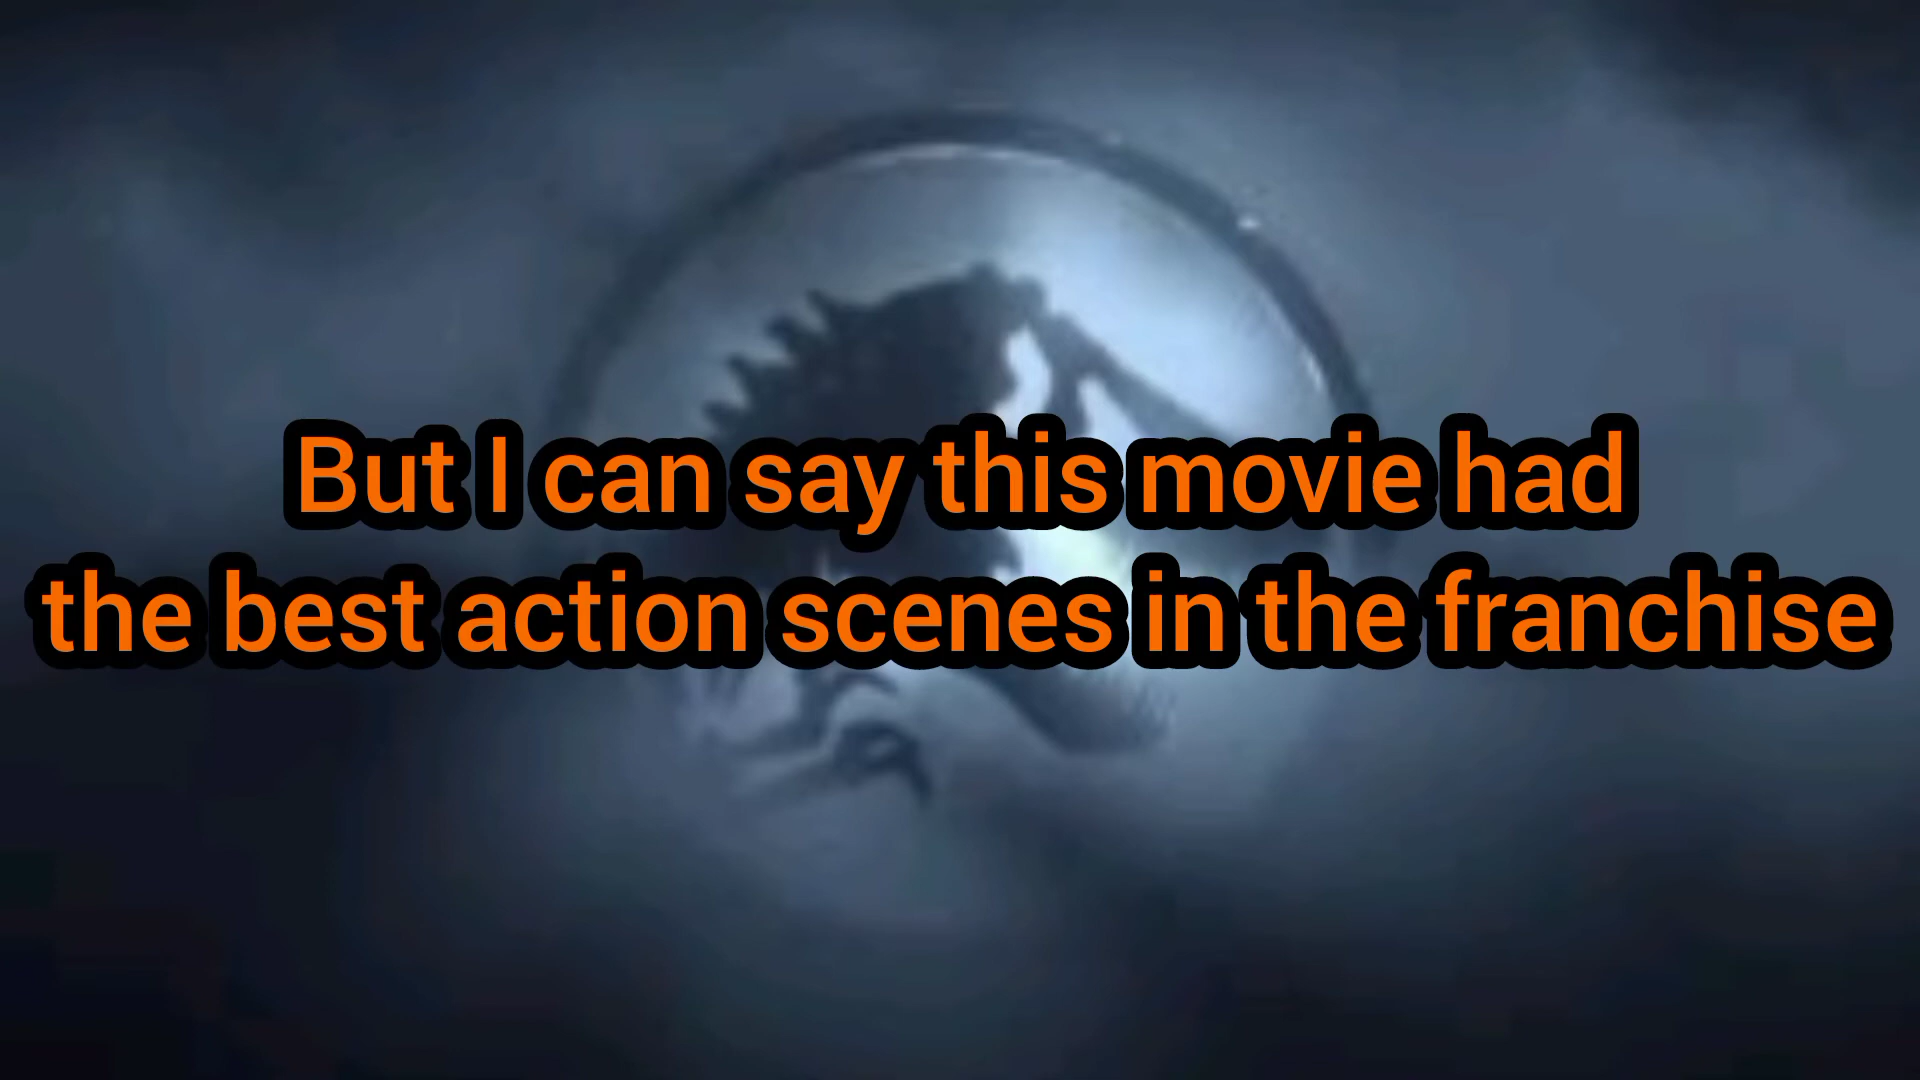 But I can say this movie had
the best action scenes in the franchise